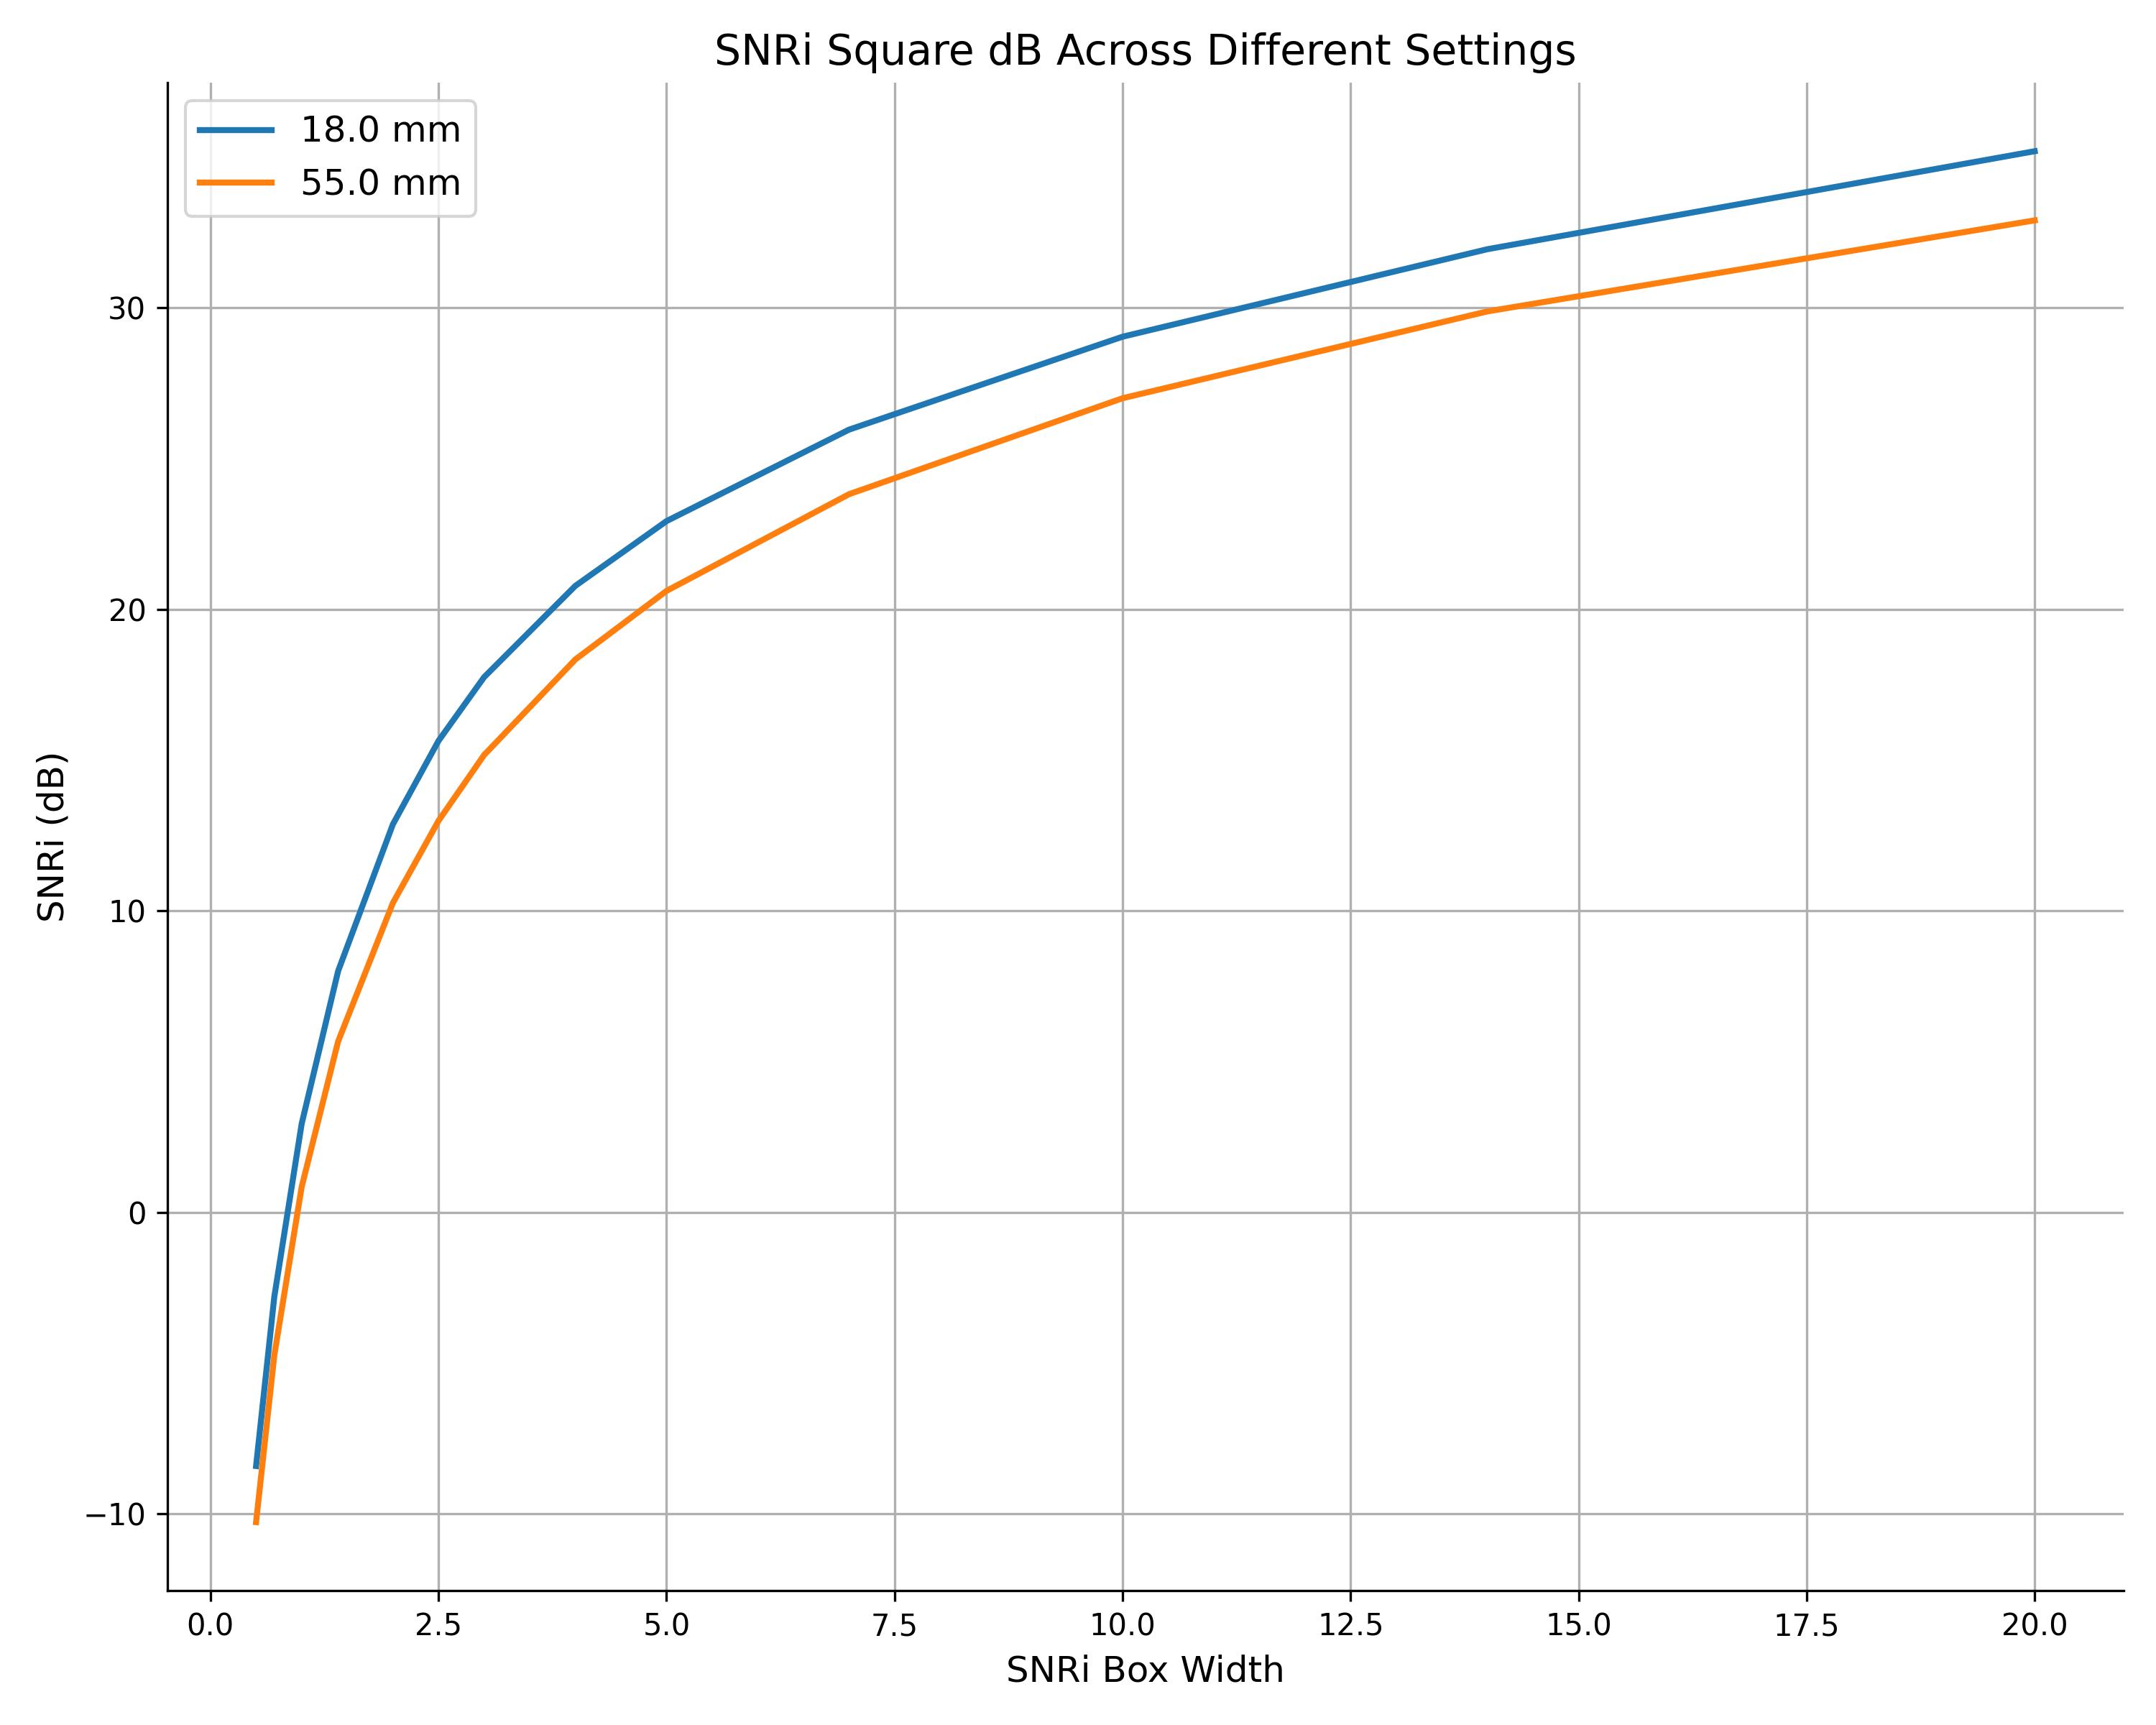 SNRi Square dB Across Different Settings
18.0 mm
55.0 mm
SNRi (dB)
30
20
10
0
−10
0.0 2.5 5.0 7.5 10.0 12.5 15.0 17.5 20.0
SNRi Box Width